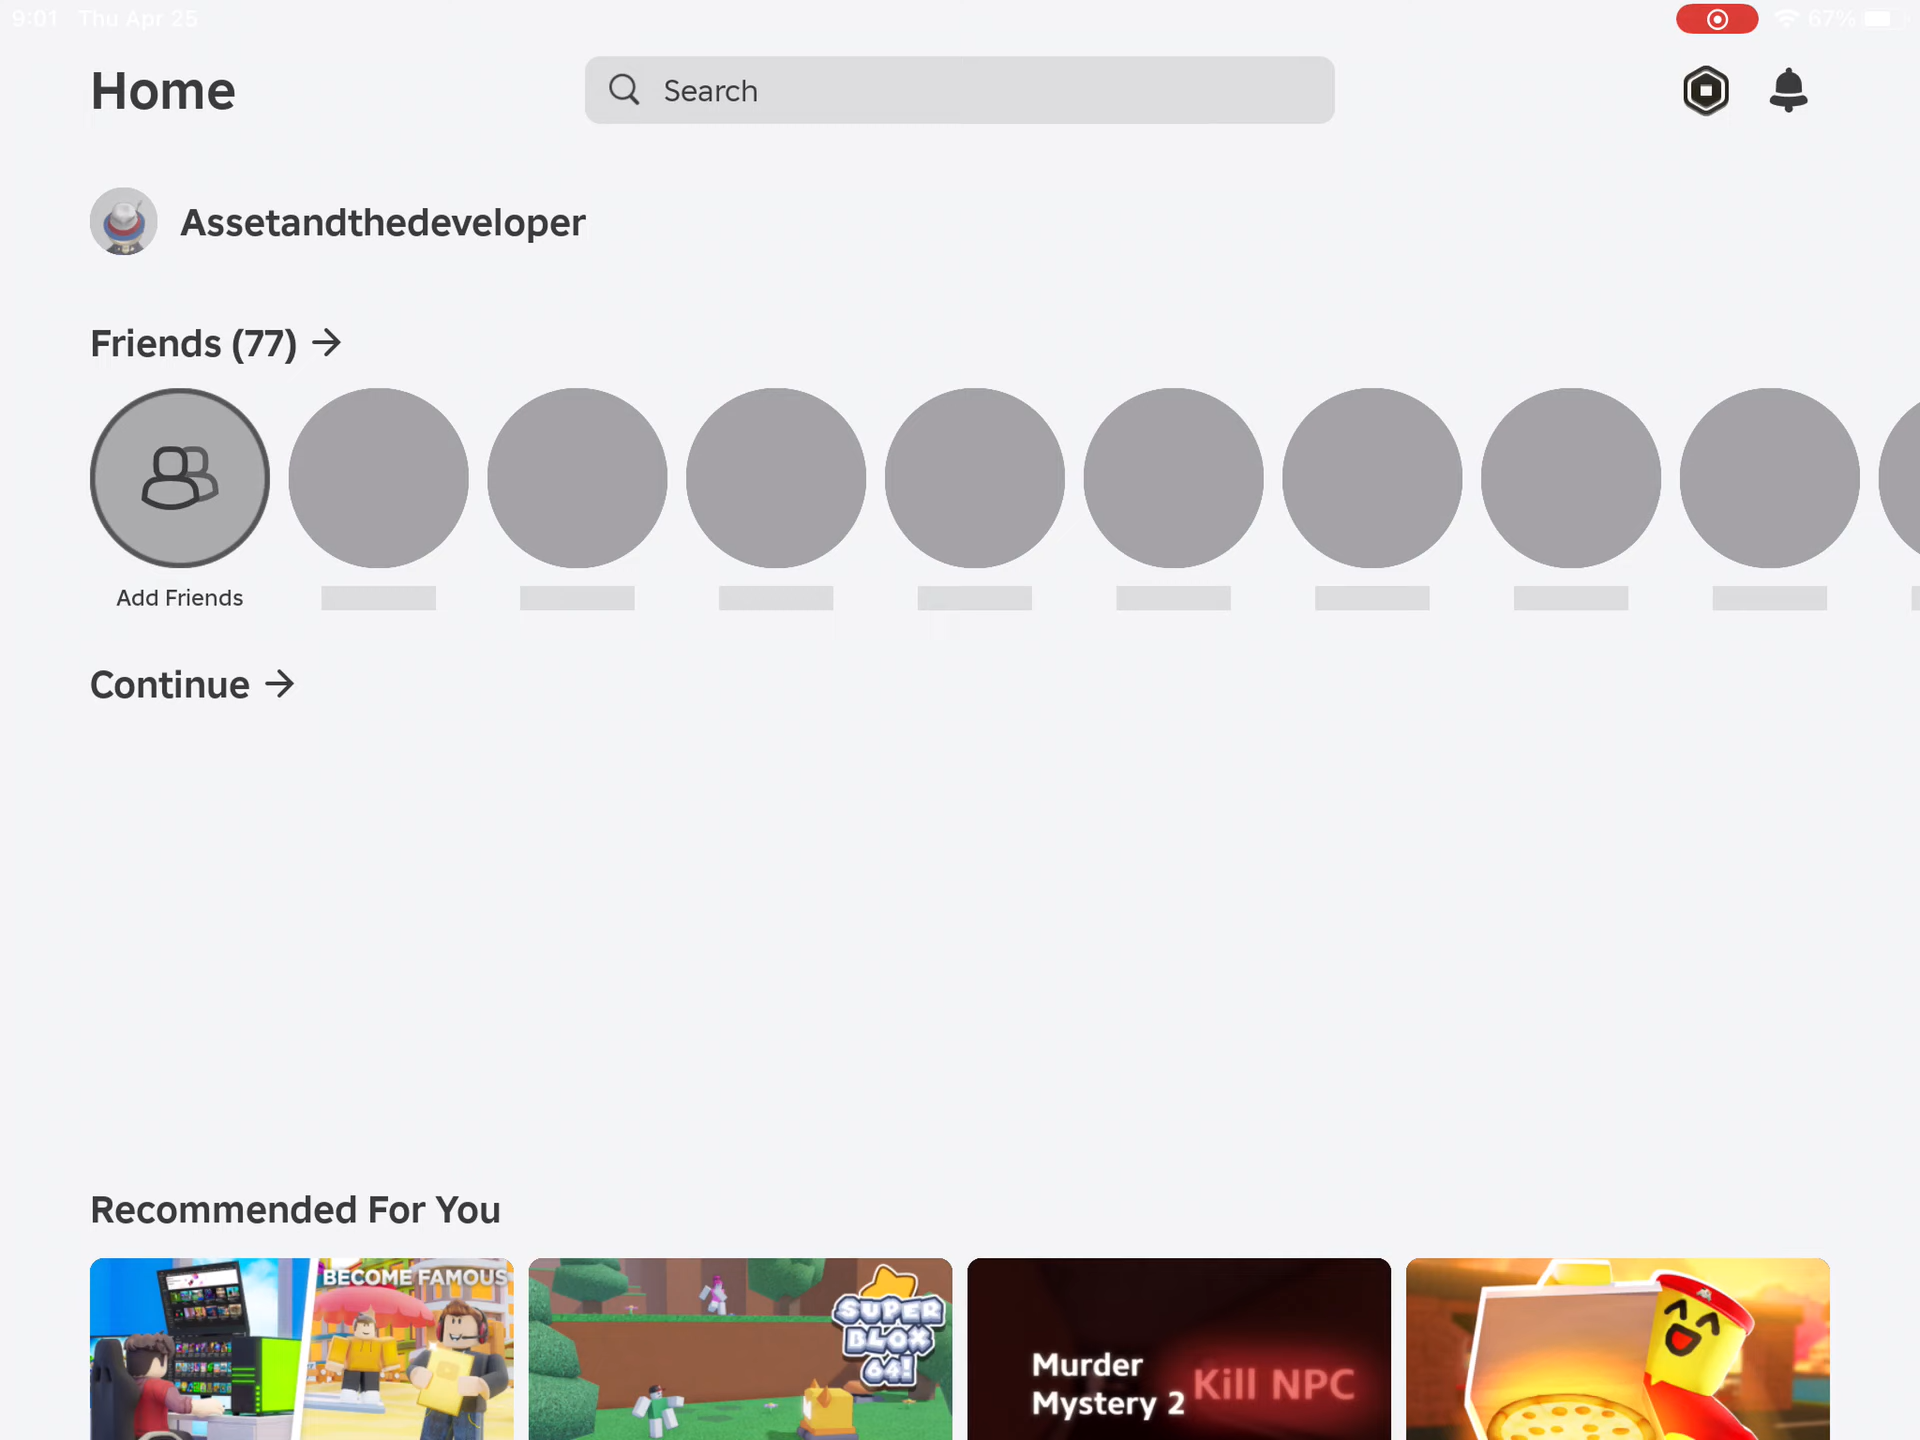 9:01 Thu Apr 25
67%
Home
Search
Assetandthedeveloper
Friends (77)
Add Friends
Continue
Recommended For You
BECOME FAMOUS
SUPER
BLOX
64!
Murder
Mystery 2
Kill NPC